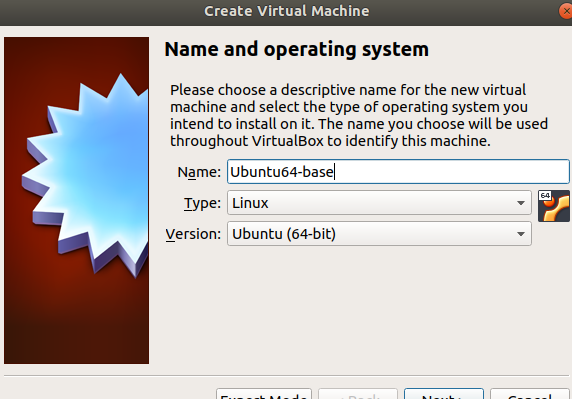 Create Virtual Machine
Name and operating system
Please choose a descriptive name for the new virtual
machine and select the type of operating system you
intend to install on it. The name you choose will be used
throughout VirtualBox to identify this machine.
Name: Ubuntu64-base
Type: Linux
64
Version: Ubuntu (64-bit)
Expert Mode < Back Next > Cancel